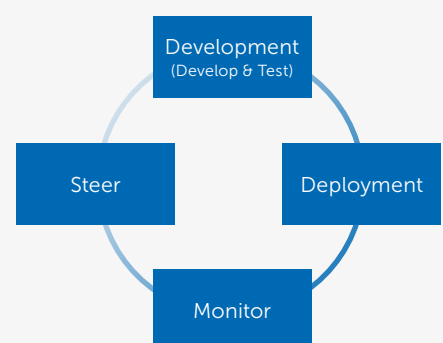 Development
(Develop & Test)
Steer
Deployment
Monitor